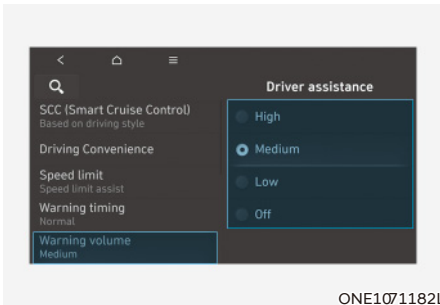 Driver assistance
SCC (Smart Cruise Control)
Based on driving style
Driving Convenience
Speed limit
Speed limit assist
Warning timing
Normal
Warning volume
Medium
High
Medium
Low
Off
ONE1071182L